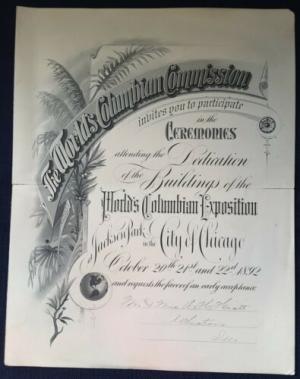 The World's Columbian Commission
invites you to participate
in the
Ceremonies
attending the Dedication
of the Buildings of the
World's Columbian Exposition
Jackson Park in the City of Chicago
October 20th 21st and 22nd 1892
and requests the favor of an early acceptance